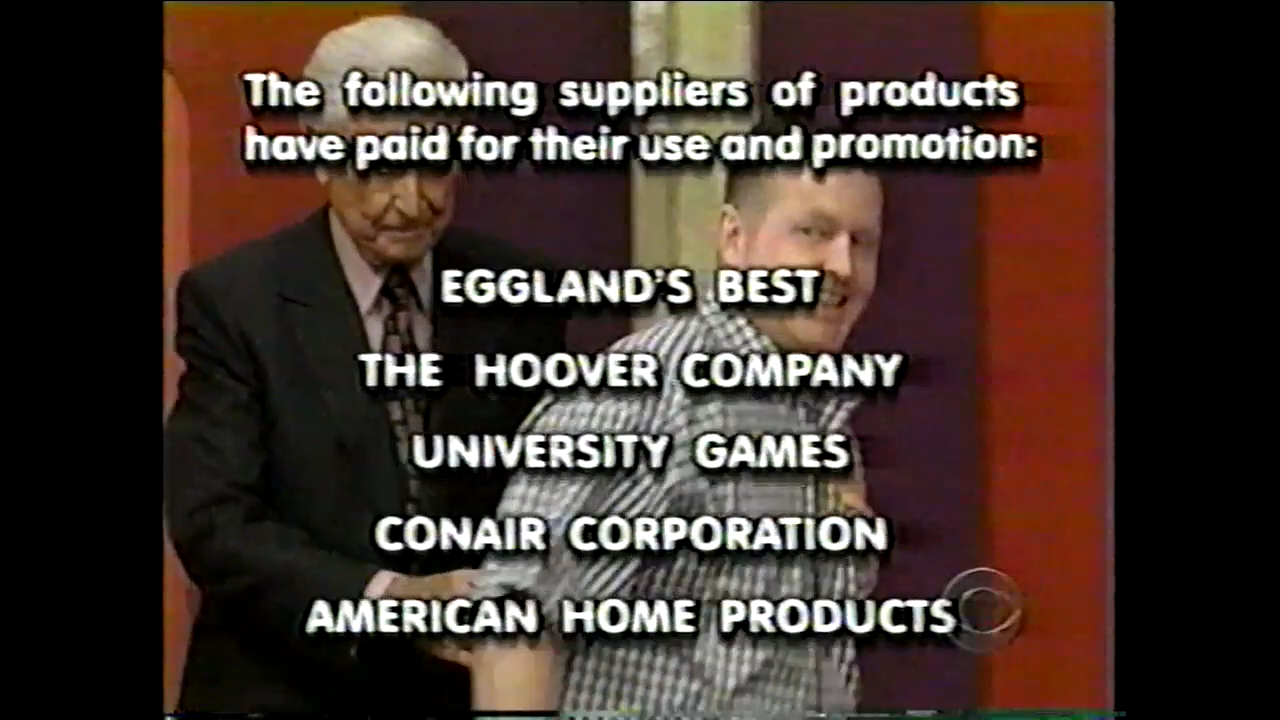 The following suppliers of products
have paid for their use and promotion:
EGGLAND'S BEST
THE HOOVER COMPANY
UNIVERSITY GAMES
CONAIR CORPORATION
AMERICAN HOME PRODUCTS